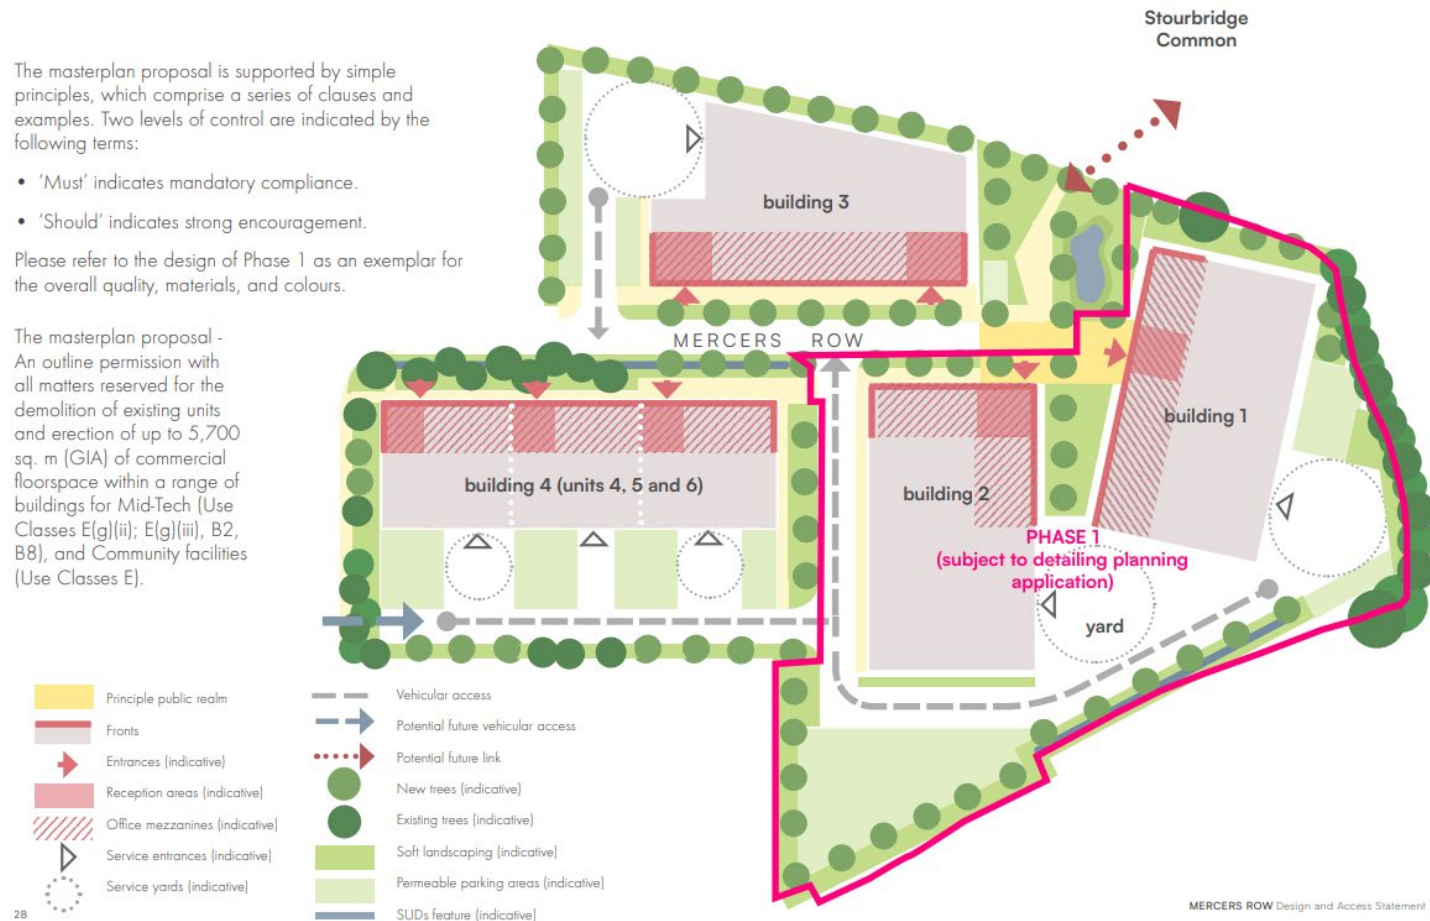 The masterplan proposal is supported by simple
principles, which comprise a series of clauses and
examples. Two levels of control are indicated by the
following terms:
• 'Must' indicates mandatory compliance.
• 'Should' indicates strong encouragement.
Please refer to the design of Phase 1 as an exemplar for
the overall quality, materials, and colours.
The masterplan proposal -
An outline permission with
all matters reserved for the
demolition of existing units
and erection of up to 5,700
sq. m (GIA) of commercial
floorspace within a range of
buildings for Mid-Tech (Use
Classes E(g)(ii); E(g)(iii), B2,
B8), and Community facilities
(Use Classes E).
Stourbridge
Common
building 3
MERCERS ROW
building 1
building 4 (units 4, 5 and 6)
building 2
PHASE 1
(subject to detailing planning
application)
yard
Principle public realm
Fronts
Entrances (indicative)
Reception areas (indicative)
Office mezzanines (indicative)
Service entrances (indicative)
Service yards (indicative)
Vehicular access
Potential future vehicular access
Potential future link
New trees (indicative)
Existing trees (indicative)
Soft landscaping (indicative)
Permeable parking areas (indicative)
SUDs feature (indicative)
28
MERCERS ROW Design and Access Statement